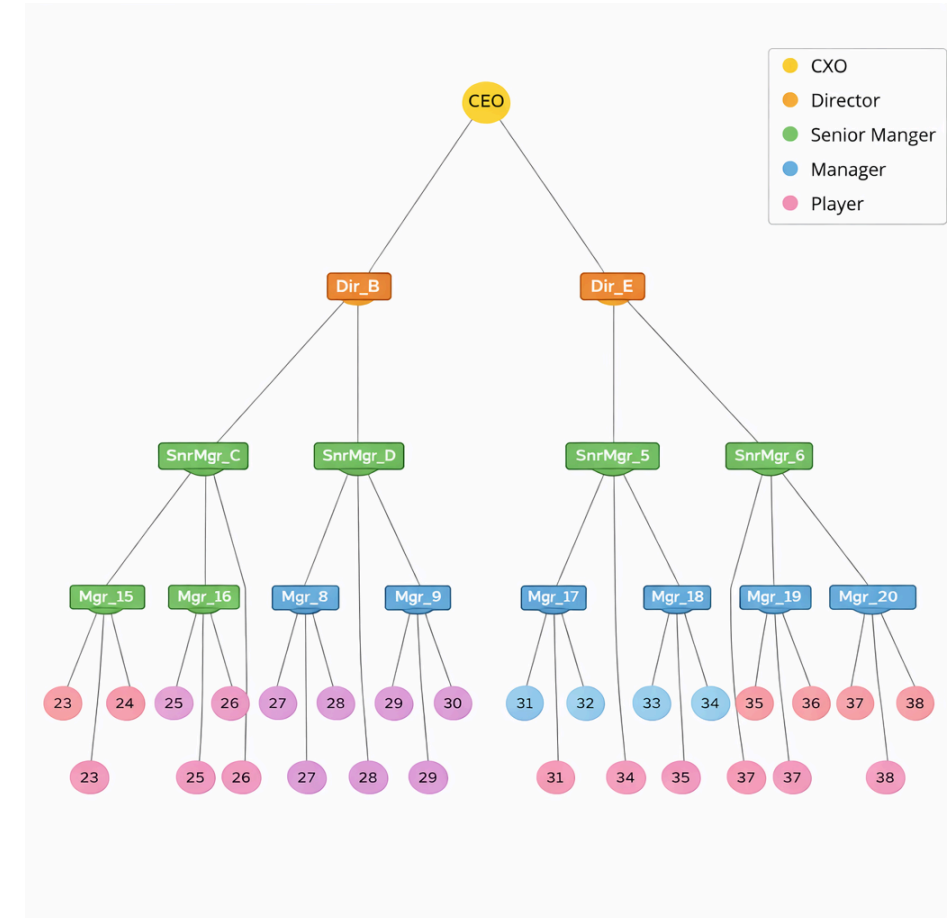 CXO
Director
Senior Manger
Manager
Player
CEO
Dir_B
Dir_E
SnrMgr_C
SnrMgr_D
SnrMgr_5
SnrMgr_6
Mgr_15
Mgr_16
Mgr_8
Mgr_9
Mgr_17
Mgr_18
Mgr_19
Mgr_20
23
24
25
26
27
28
29
30
31
32
33
34
35
36
37
38
23
25
26
27
28
29
31
34
35
37
37
38